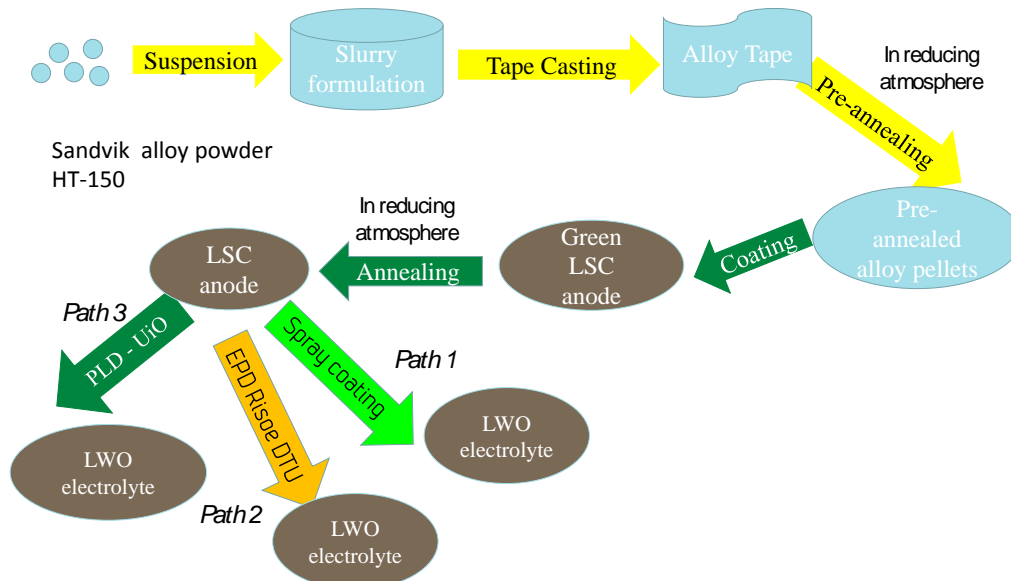 Suspension
Slurry
formulation
Tape Casting
Alloy Tape
In reducing
atmosphere
Pre-annealing
Sandvik alloy powder
HT-150
Pre-
annealed
alloy pellets
Coating
Green
LSC
anode
In reducing
atmosphere
Annealing
LSC
anode
Path 3
PLD - UiO
EPD Risoe DTU
Spray coating
Path 1
LWO
electrolyte
LWO
electrolyte
Path 2
LWO
electrolyte